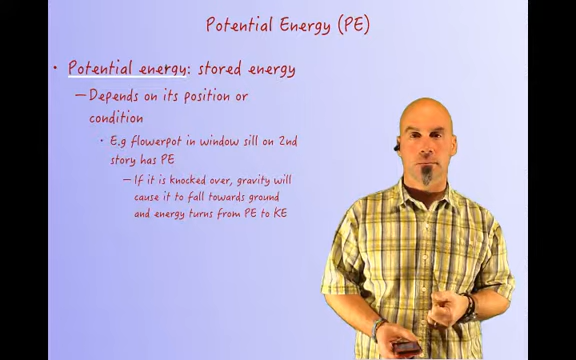 Potential Energy (PE)
• Potential energy: stored energy
– Depends on its position or
condition
• E.g flowerpot in window sill on 2nd
story has PE
– If it is knocked over, gravity will
cause it to fall towards ground
and energy turns from PE to KE